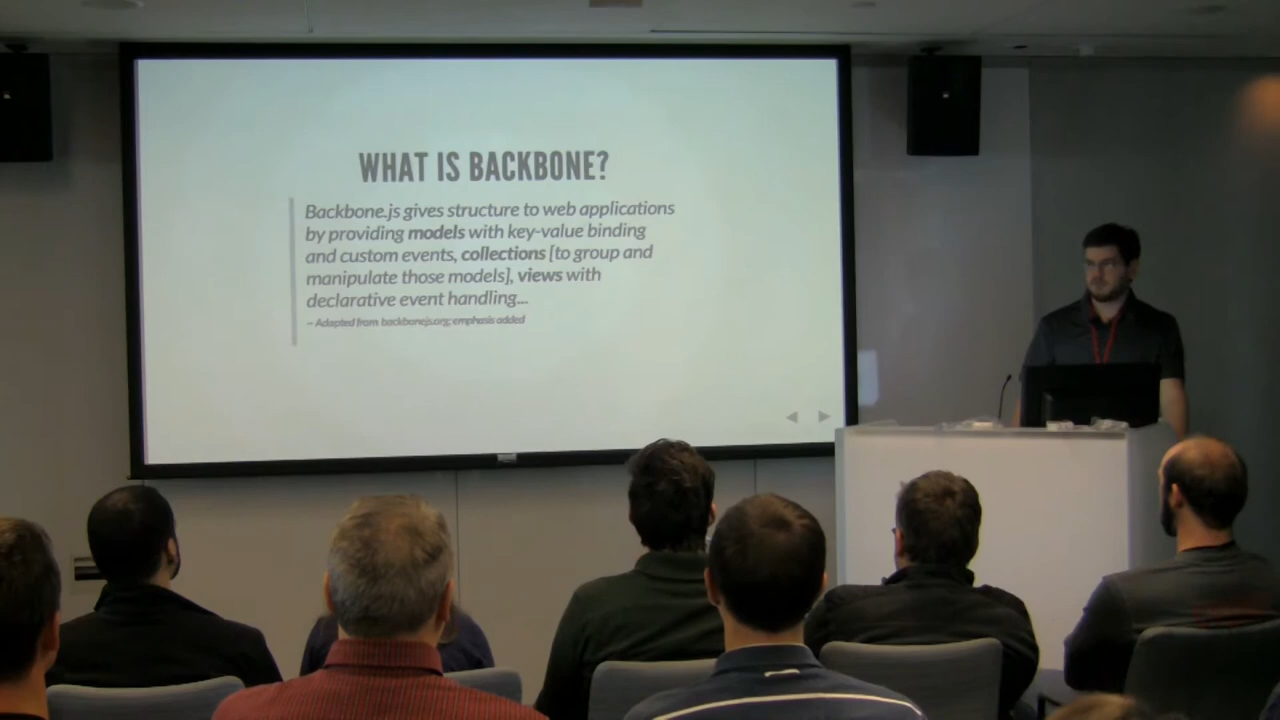 WHAT IS BACKBONE?
Backbone.js gives structure to web applications
by providing models with key-value binding
and custom events, collections [to group and
manipulate those models], views with
declarative event handling...
– Adapted from backbonejs.org; emphasis added